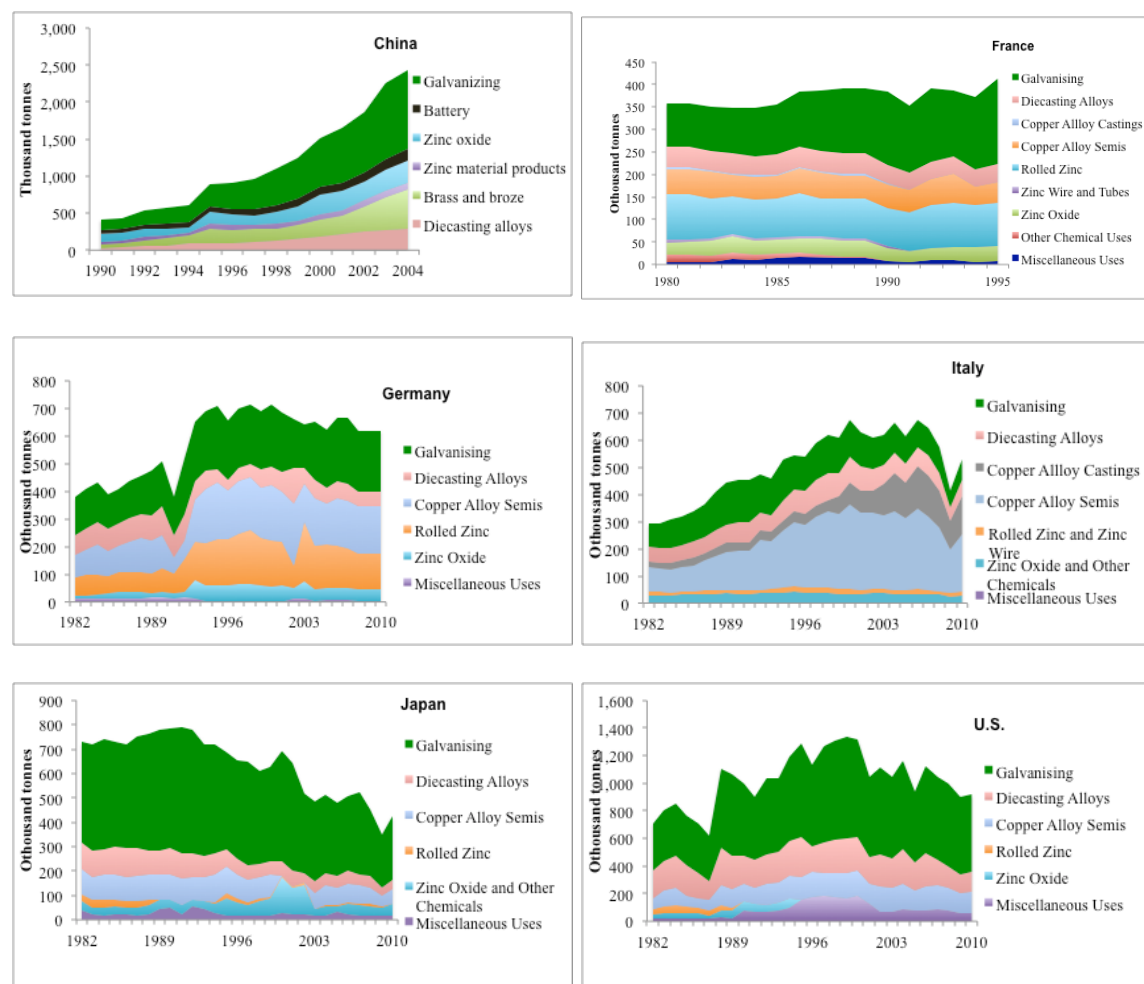 China
Thousand tonnes
3,000
2,500
2,000
1,500
1,000
500
0
1990 1992 1994 1996 1998 2000 2002 2004
Galvanizing
Battery
Zinc oxide
Zinc material products
Brass and broze
Diecasting alloys
France
Othousand tonnes
450
400
350
300
250
200
150
100
50
0
1980 1985 1990 1995
Galvanising
Diecasting Alloys
Copper Allloy Castings
Copper Alloy Semis
Rolled Zinc
Zinc Wire and Tubes
Zinc Oxide
Other Chemical Uses
Miscellaneous Uses
Germany
Othousand tonnes
800
700
600
500
400
300
200
100
0
1982 1989 1996 2003 2010
Galvanising
Diecasting Alloys
Copper Alloy Semis
Rolled Zinc
Zinc Oxide
Miscellaneous Uses
Italy
Othousand tonnes
800
700
600
500
400
300
200
100
0
1982 1989 1996 2003 2010
Galvanising
Diecasting Alloys
Copper Allloy Castings
Copper Alloy Semis
Rolled Zinc and Zinc
Wire
Zinc Oxide and Other
Chemicals
Miscellaneous Uses
Japan
Othousand tonnes
900
800
700
600
500
400
300
200
100
0
1982 1989 1996 2003 2010
Galvanising
Diecasting Alloys
Copper Alloy Semis
Rolled Zinc
Zinc Oxide and Other
Chemicals
Miscellaneous Uses
U.S.
Othousand tonnes
1,600
1,400
1,200
1,000
800
600
400
200
0
1982 1989 1996 2003 2010
Galvanising
Diecasting Alloys
Copper Alloy Semis
Rolled Zinc
Zinc Oxide
Miscellaneous Uses